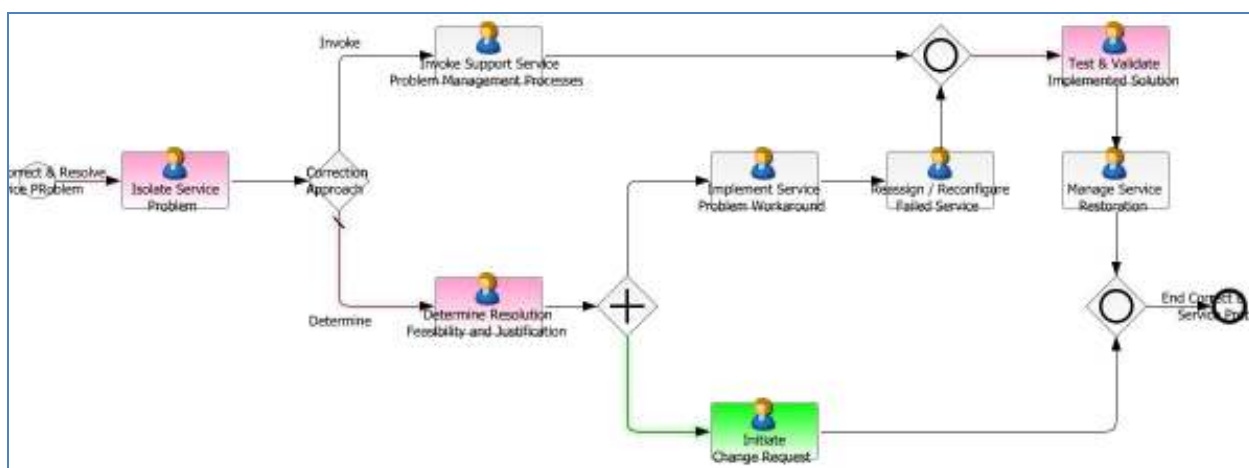 Invoke
Invoke Support Service
Problem Management Processes
Test & Validate
Implemented Solution
orrect & Resolve
ice PRoblem
Isolate Service
Problem
Correction
Approach
Implement Service
Problem Workaround
Reassign / Reconfigure
Failed Service
Manage Service
Restoration
Determine
Determine Resolution
Feasibility and Justification
End Correct
Service Prob
Initiate
Change Request